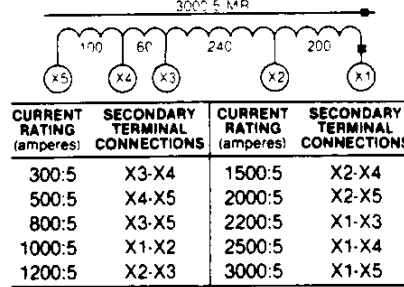 3000:5 MR
100 60 240 200
X5 X4 X3 X2 X1
CURRENT RATING (amperes) SECONDARY TERMINAL CONNECTIONS CURRENT RATING (amperes) SECONDARY TERMINAL CONNECTIONS
300:5 X3-X4 1500:5 X2-X4
500:5 X4-X5 2000:5 X2-X5
800:5 X3-X5 2200:5 X1-X3
1000:5 X1-X2 2500:5 X1-X4
1200:5 X2-X3 3000:5 X1-X5